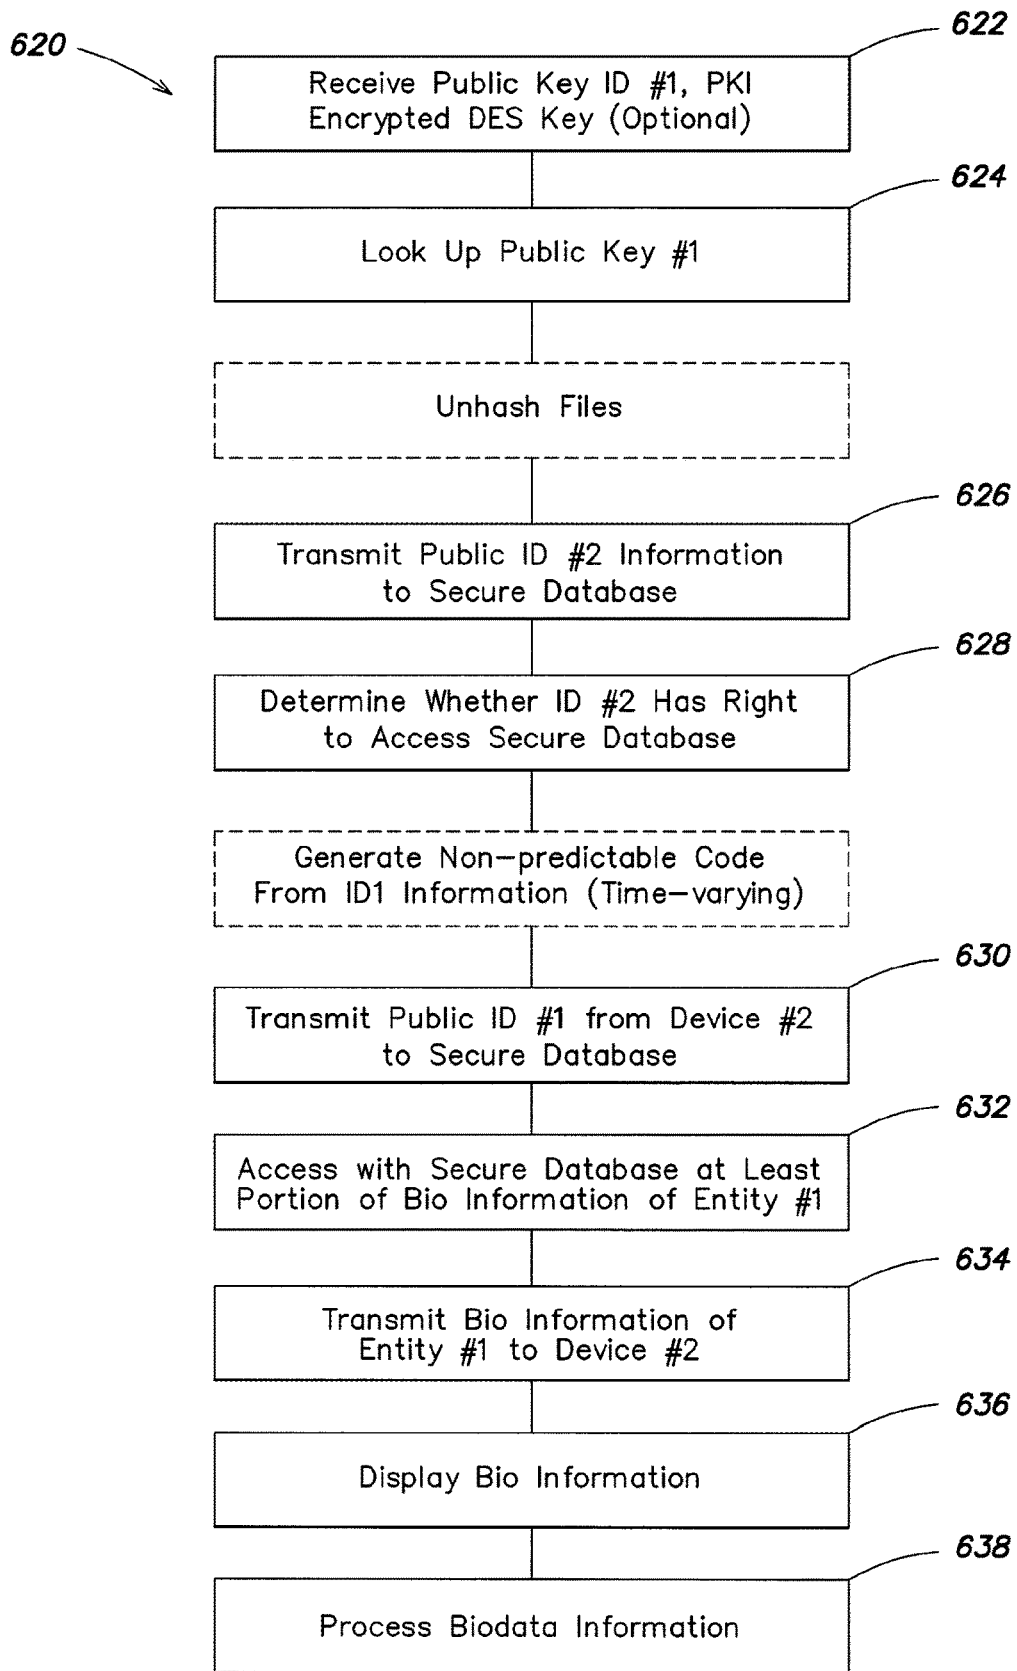 620
622
Receive Public Key ID #1, PKI
Encrypted DES Key (Optional)
624
Look Up Public Key #1
Unhash Files
626
Transmit Public ID #2 Information
to Secure Database
628
Determine Whether ID #2 Has Right
to Access Secure Database
Generate Non-predictable Code
From ID1 Information (Time-varying)
630
Transmit Public ID #1 from Device #2
to Secure Database
632
Access with Secure Database at Least
Portion of Bio Information of Entity #1
634
Transmit Bio Information of
Entity #1 to Device #2
636
Display Bio Information
638
Process Biodata Information